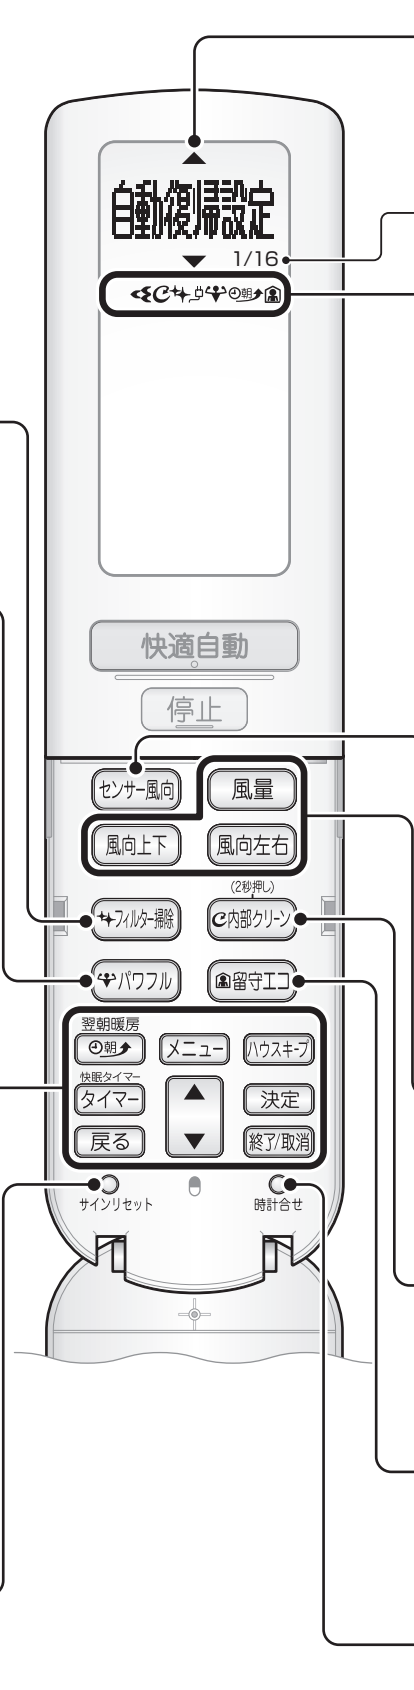 自動復帰設定
1/16
朝
快適自動
停止
センサー風向
風量
風向上下
風向左右
(2秒押し)
フィルター掃除
内部クリーン
パワフル
留守エコ
翌朝暖房
朝
メニュー
ハウスキープ
快眠タイマー
タイマー
決定
戻る
終了/取消
サインリセット
時計合せ